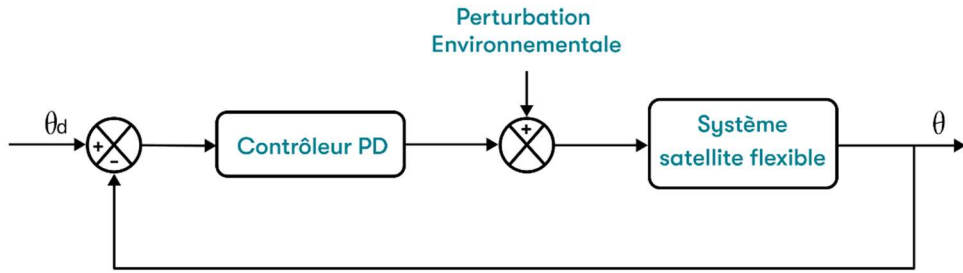 Perturbation
Environnementale
θd
+
-
Contrôleur PD
+
Système
satellite flexible
θ